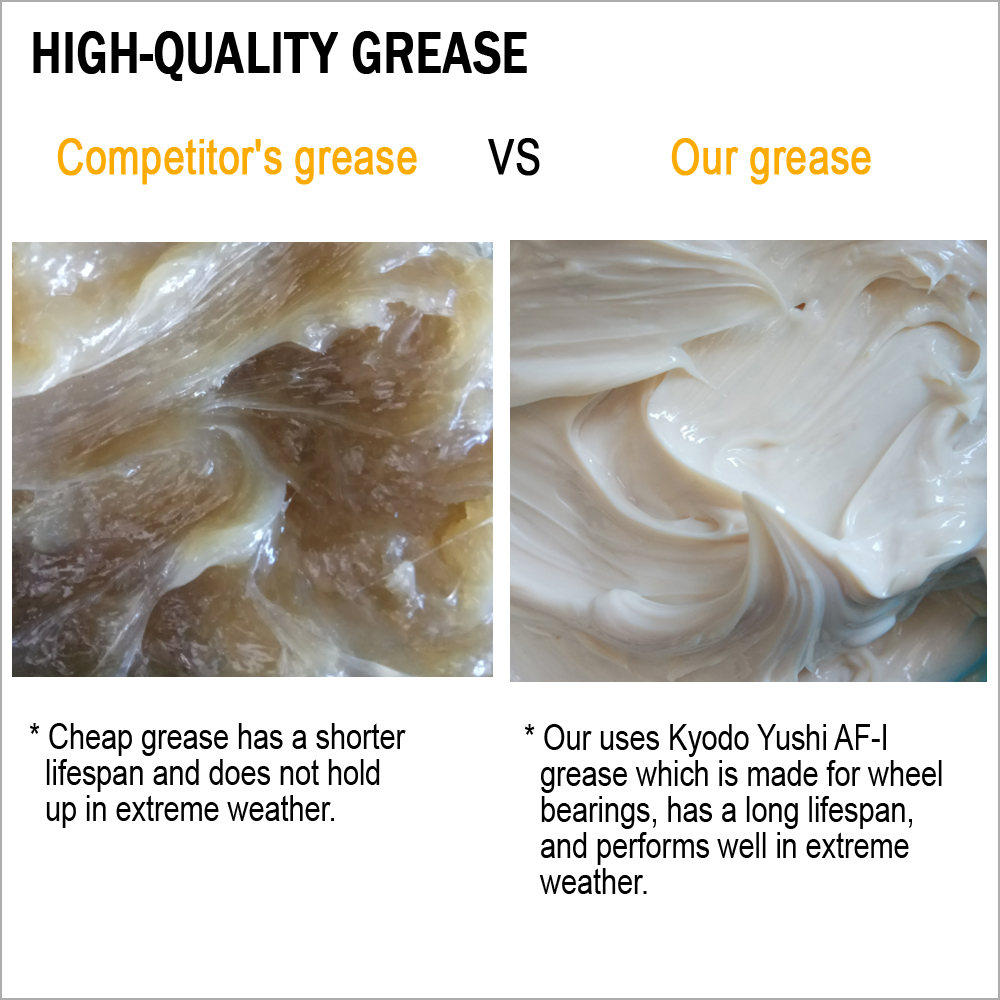 HIGH-QUALITY GREASE
Competitor's grease VS Our grease
* Cheap grease has a shorter
lifespan and does not hold
up in extreme weather.
* Our uses Kyodo Yushi AF-I
grease which is made for wheel
bearings, has a long lifespan,
and performs well in extreme
weather.